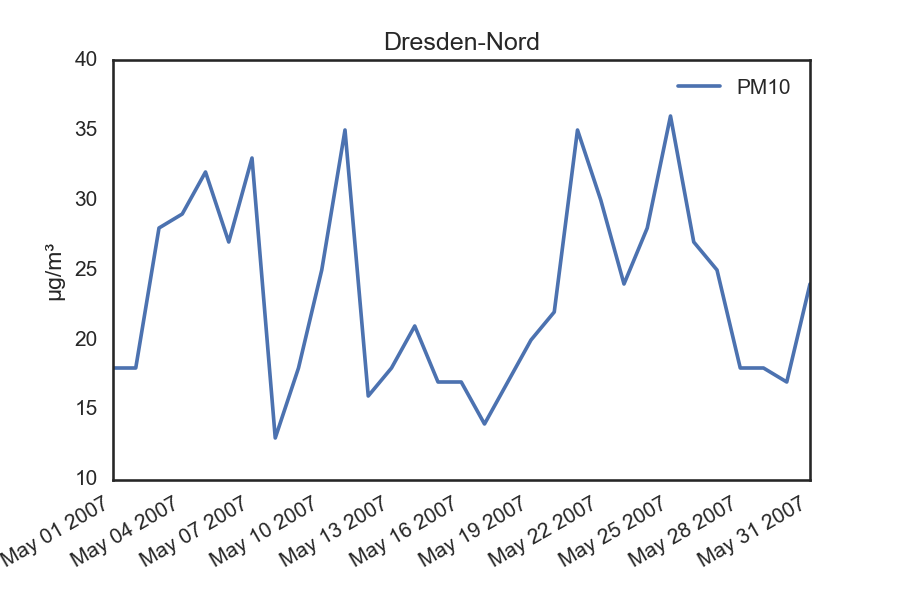 Dresden-Nord
PM10
µg/m³
40
35
30
25
20
15
10
May 01 2007
May 04 2007
May 07 2007
May 10 2007
May 13 2007
May 16 2007
May 19 2007
May 22 2007
May 25 2007
May 28 2007
May 31 2007